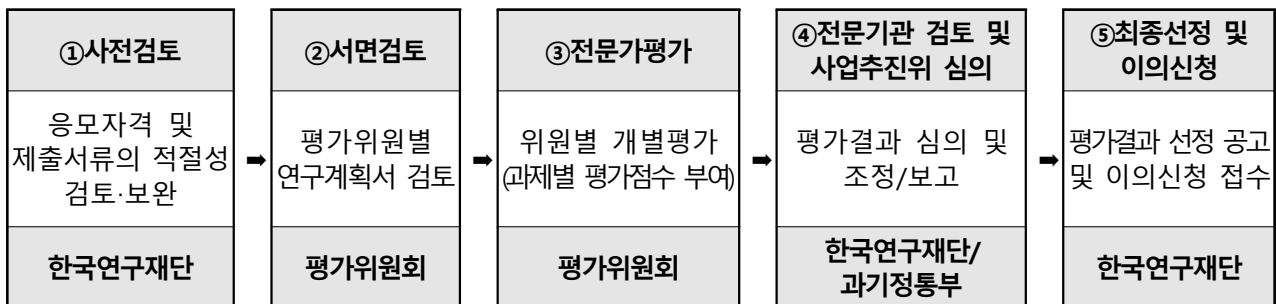 ①사전검토
응모자격 및
제출서류의 적절성
검토·보완
한국연구재단
➡
②서면검토
평가위원별
연구계획서 검토
평가위원회
➡
③전문가평가
위원별 개별평가
(과제별 평가점수 부여)
평가위원회
➡
④전문기관 검토 및
사업추진위 심의
평가결과 심의 및
조정/보고
한국연구재단/
과기정통부
➡
⑤최종선정 및
이의신청
평가결과 선정 공고
및 이의신청 접수
한국연구재단